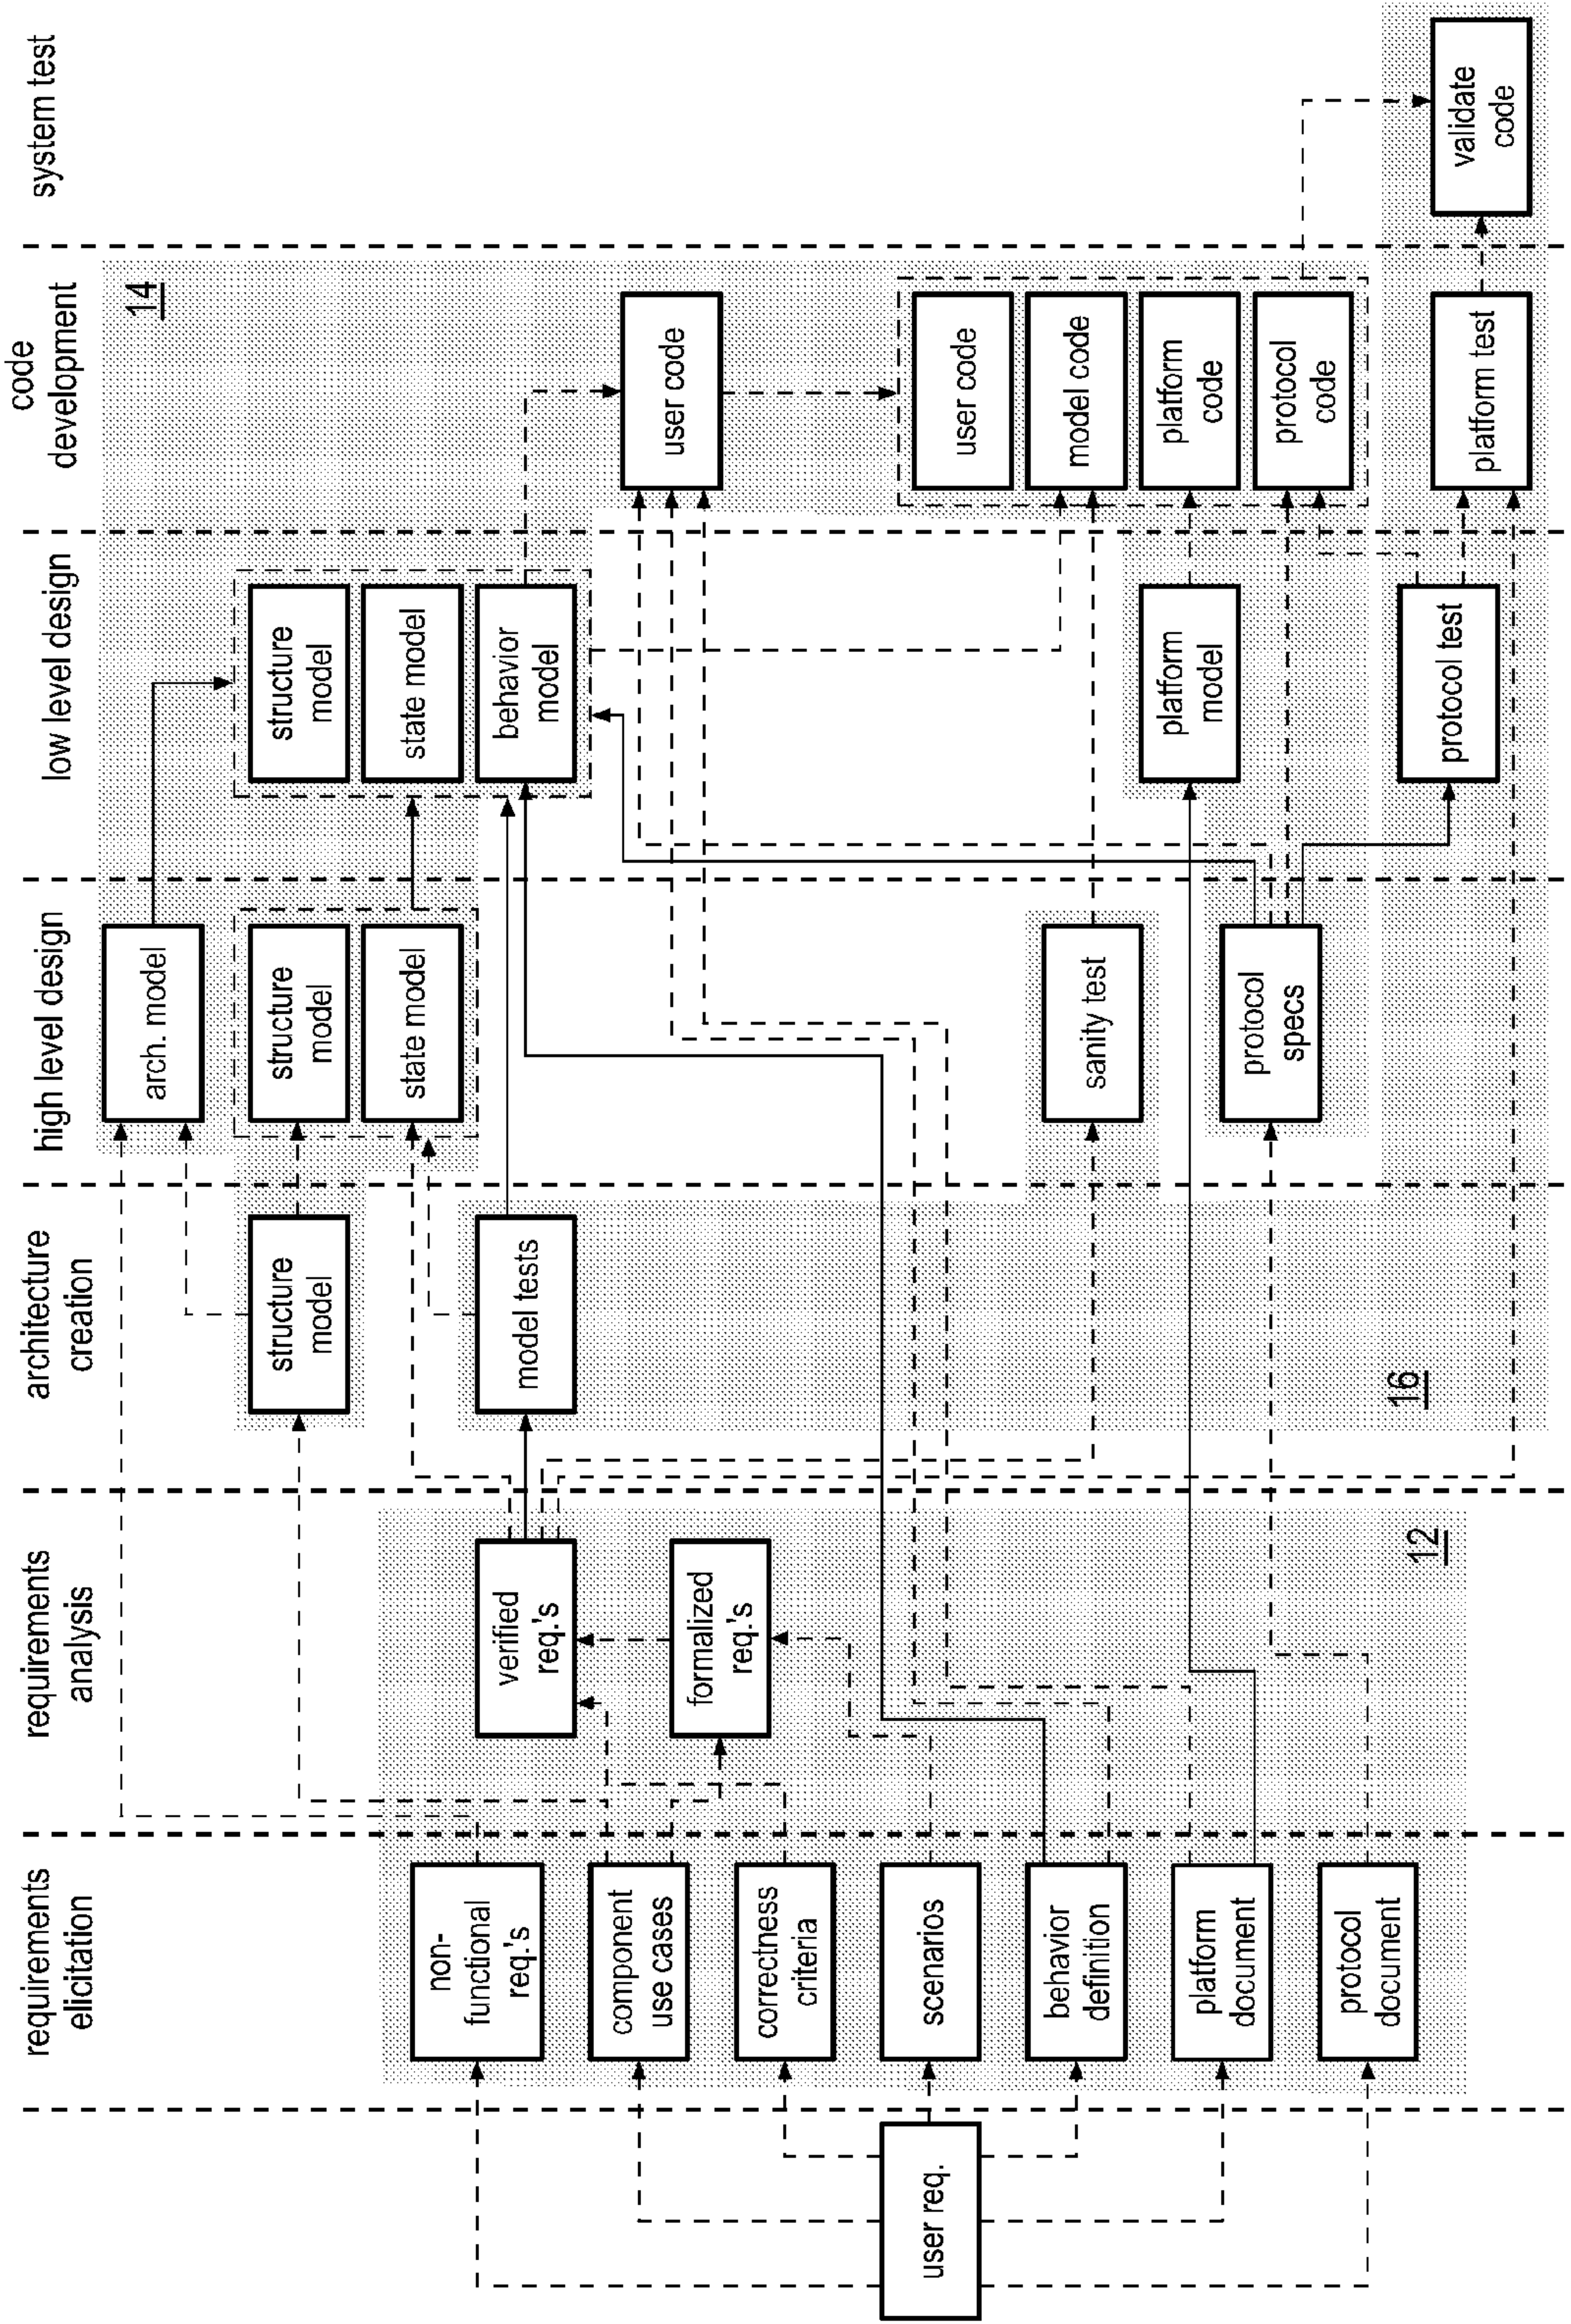 requirements
elicitation
requirements
analysis
architecture
creation
high level design
low level design
code
development
system test
user req.
non-
functional
req.'s
component
use cases
correctness
criteria
scenarios
behavior
definition
platform
document
protocol
document
verified
req.'s
formalized
req.'s
12
structure
model
model tests
16
arch. model
structure
model
state model
sanity test
protocol
specs
structure
model
state model
behavior
model
platform
model
protocol test
14
user code
user code
model code
platform
code
protocol
code
platform test
validate
code